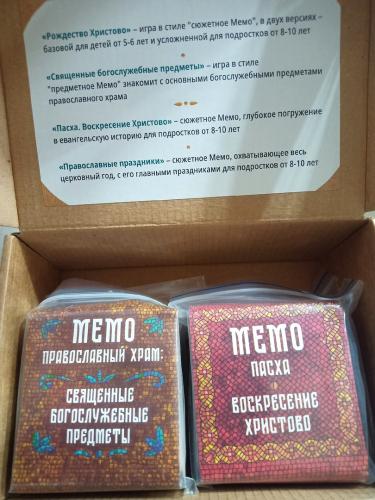 «Рождество Христово» – игра в стиле "сюжетное Мемо", в двух версиях –
базовой для детей от 5-6 лет и усложненной для подростков от 8-10 лет
«Священные богослужебные предметы» – игра в стиле
"предметное Мемо" знакомит с основными богослужебными предметами
православного храма
«Пасха. Воскресение Христово» – сюжетное Мемо, глубокое погружение
в евангельскую историю для подростков от 8-10 лет
«Православные праздники» – сюжетное Мемо, охватывающее весь
церковный год, с его главными праздниками для подростков от 8-10 лет
МЕМО
ПРАВОСЛАВНЫЙ ХРАМ:
СВЯЩЕННЫЕ
БОГОСЛУЖЕБНЫЕ
ПРЕДМЕТЫ
МЕМО
ПАСХА
ВОСКРЕСЕНИЕ
ХРИСТОВО